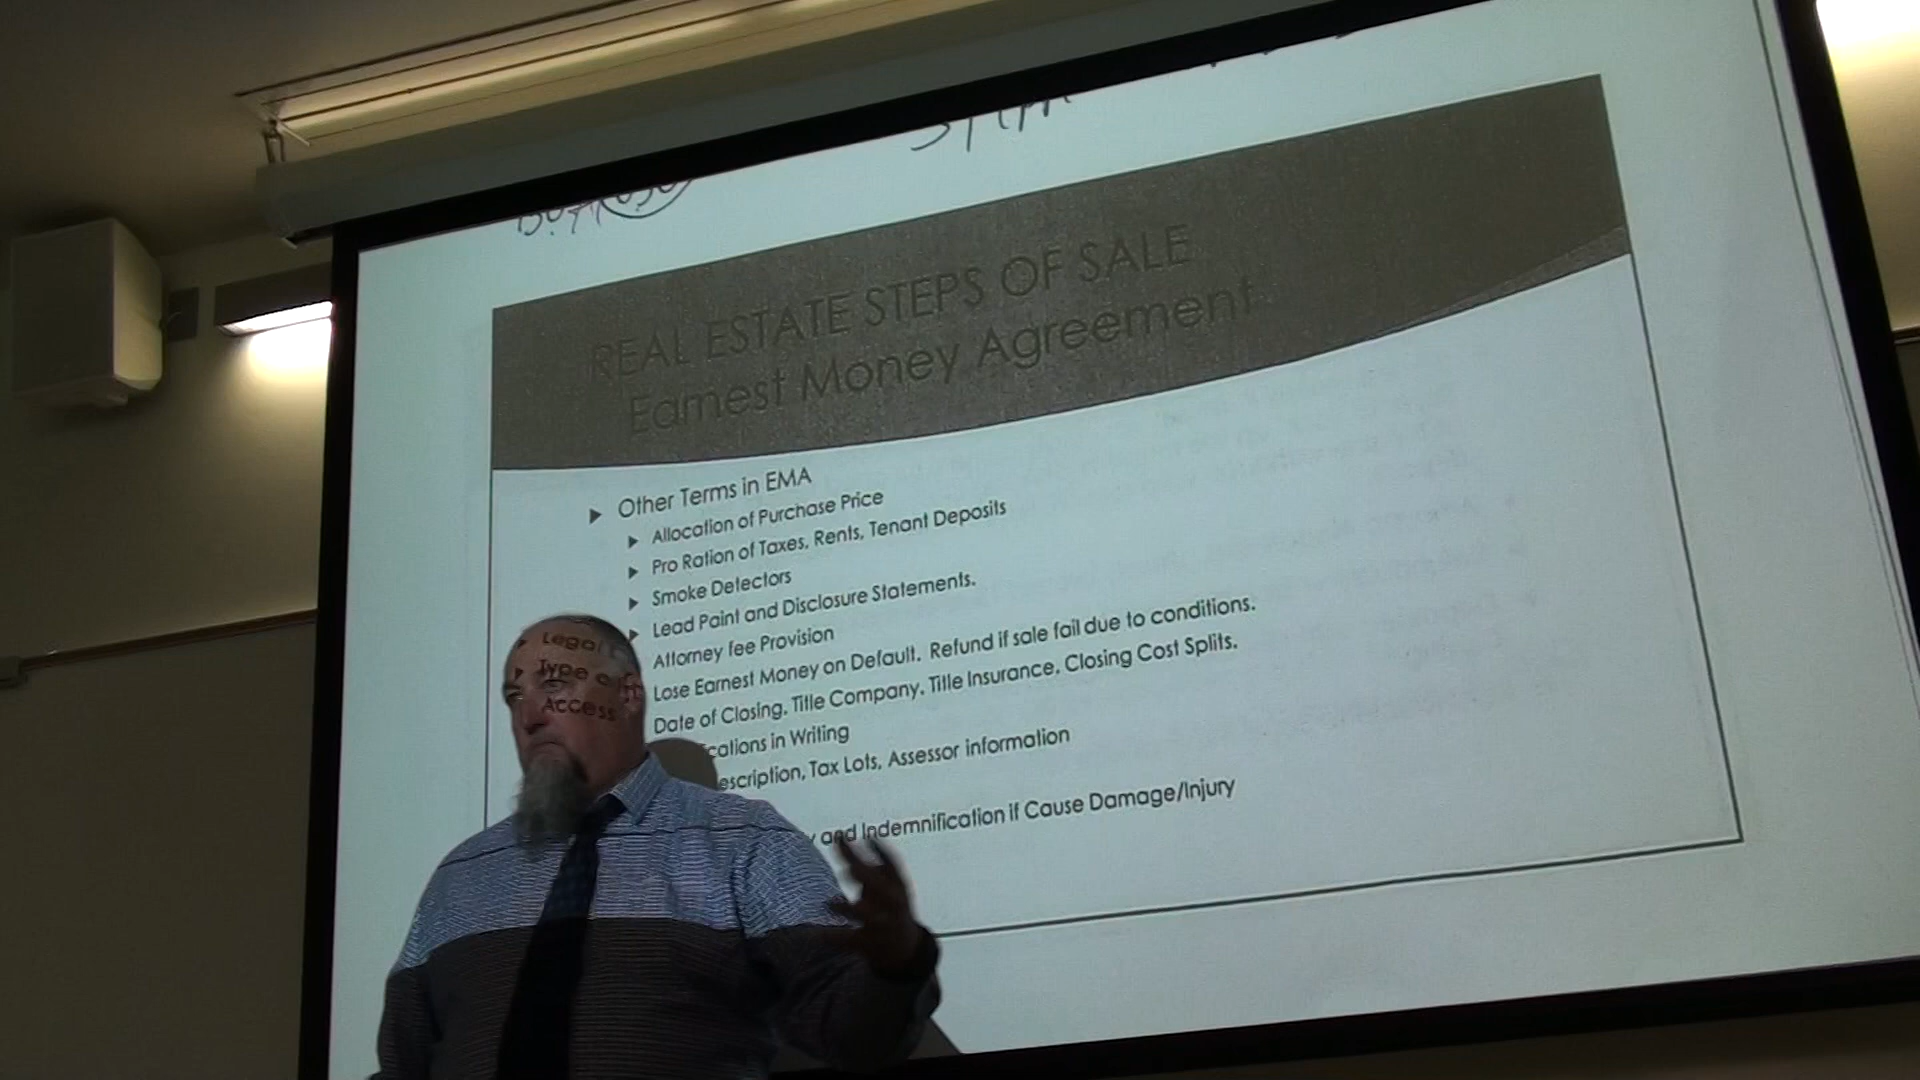 REAL ESTATE STEPS OF SALE
Earnest Money Agreement
Other Terms in EMA
Allocation of Purchase Price
Pro Ration of Taxes, Rents, Tenant Deposits
Smoke Detectors
Lead Paint and Disclosure Statements.
Attorney fee Provision
Lose Earnest Money on Default. Refund if sale fail due to conditions.
Date of Closing, Title Company, Title Insurance, Closing Cost Splits.
in Writing
Legal
Tax Lots, Assessor information
Type
Access
and Indemnification if Cause Damage/Injury